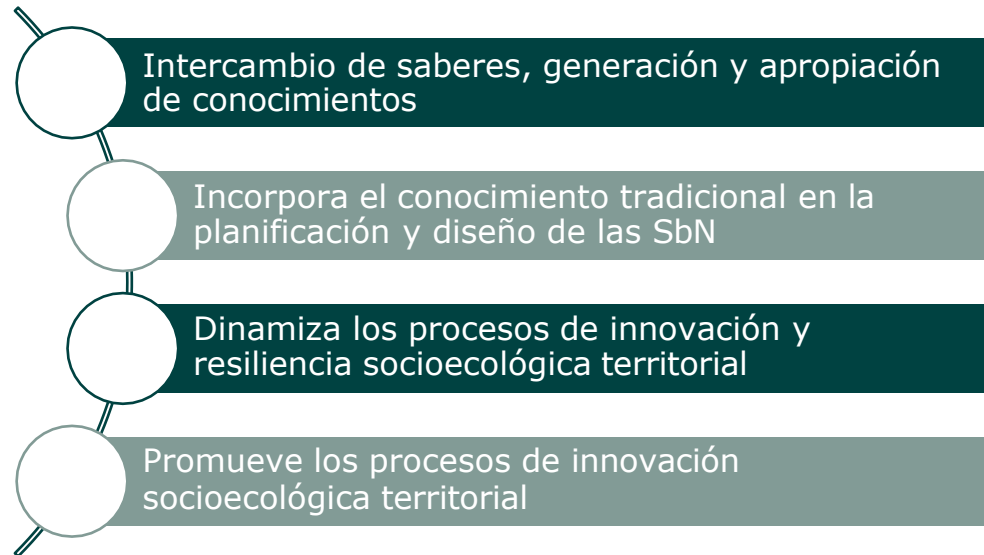 Intercambio de saberes, generación y apropiación
de conocimientos
Incorpora el conocimiento tradicional en la
planificación y diseño de las SbN
Dinamiza los procesos de innovación y
resiliencia socioecológica territorial
Promueve los procesos de innovación
socioecológica territorial